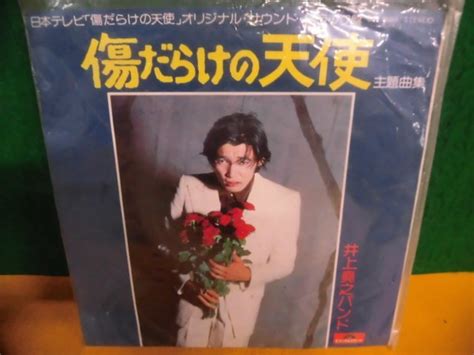 日本テレビ「傷だらけの天使」オリジナル・サウンド
傷だらけの天使
主題曲集
井上堯之バンド